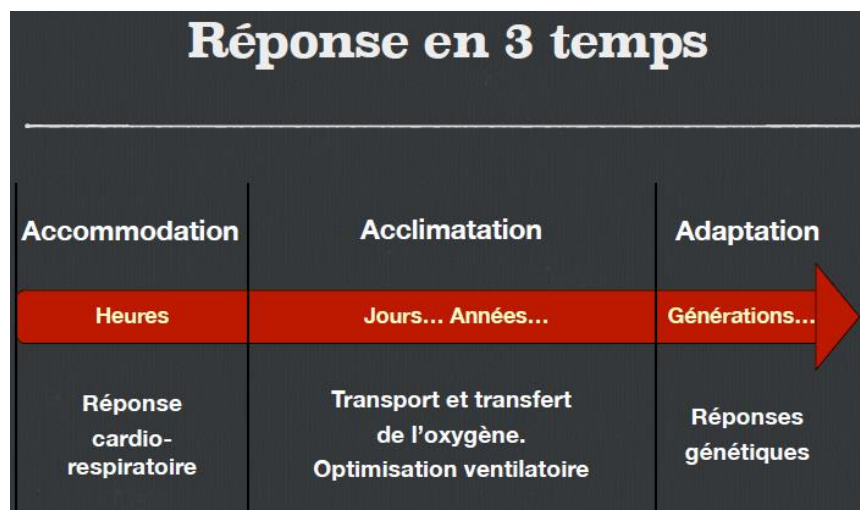 Réponse en 3 temps
Accommodation
Acclimatation
Adaptation
Heures
Jours... Années...
Générations...
Réponse
cardio-
respiratoire
Transport et transfert
de l'oxygène.
Optimisation ventilatoire
Réponses
génétiques